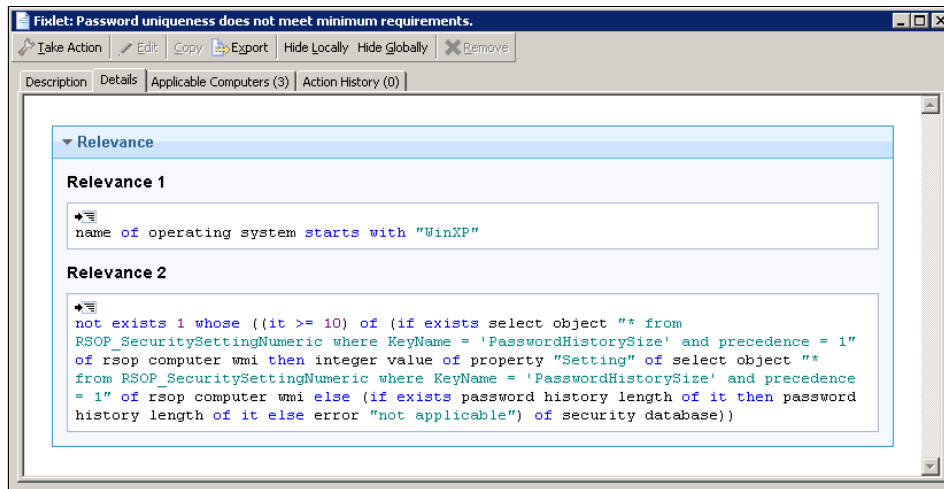 Fixlet: Password uniqueness does not meet minimum requirements.
Take Action Edit Copy Export Hide Locally Hide Globally Remove
Description Details Applicable Computers (3) Action History (0)
Relevance
Relevance 1
name of operating system starts with "WinXP"
Relevance 2
not exists 1 whose ((it >= 10) of (if exists select object "* from
RSOP_SecuritySettingNumeric where KeyName = 'PasswordHistorySize' and precedence = 1"
of rsop computer wmi then integer value of property "Setting" of select object "*
from RSOP_SecuritySettingNumeric where KeyName = 'PasswordHistorySize' and precedence
= 1" of rsop computer wmi else (if exists password history length of it then password
history length of it else error "not applicable") of security database))